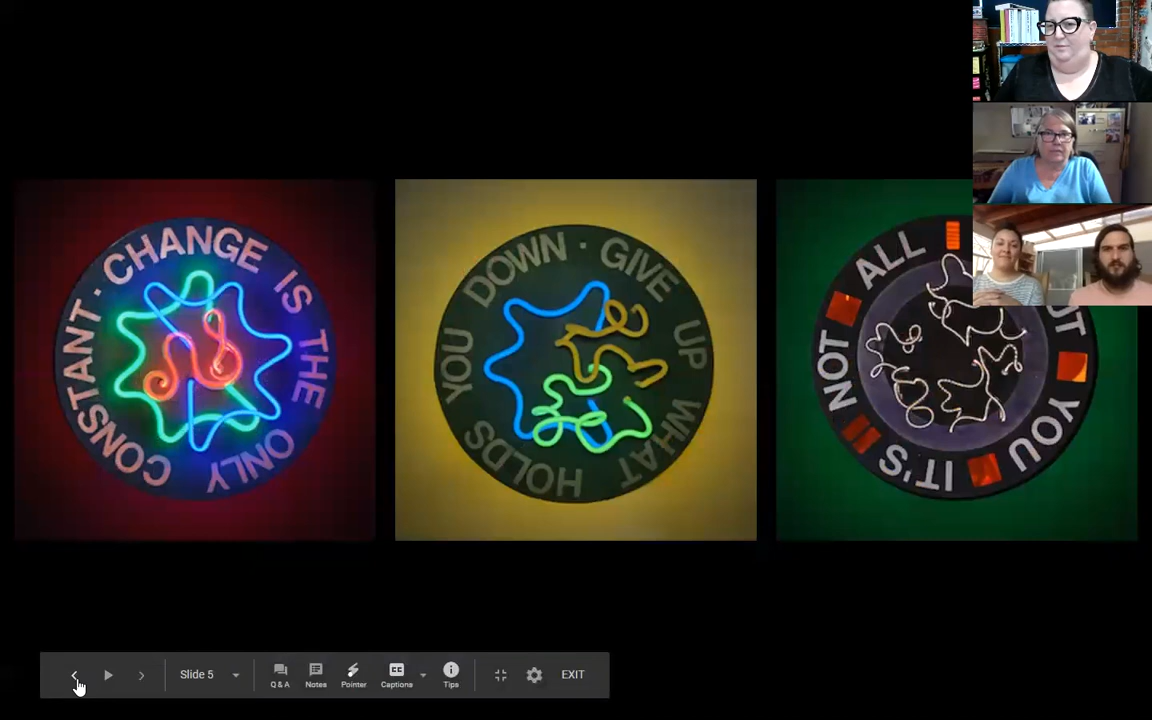 CHANGE IS THE ONLY CONSTANT ·
GIVE UP WHAT HOLDS YOU DOWN ·
IT'S NOT ALL
YOU
Slide 5
Q & A
Notes
Pointer
CC
Captions
Tips
EXIT